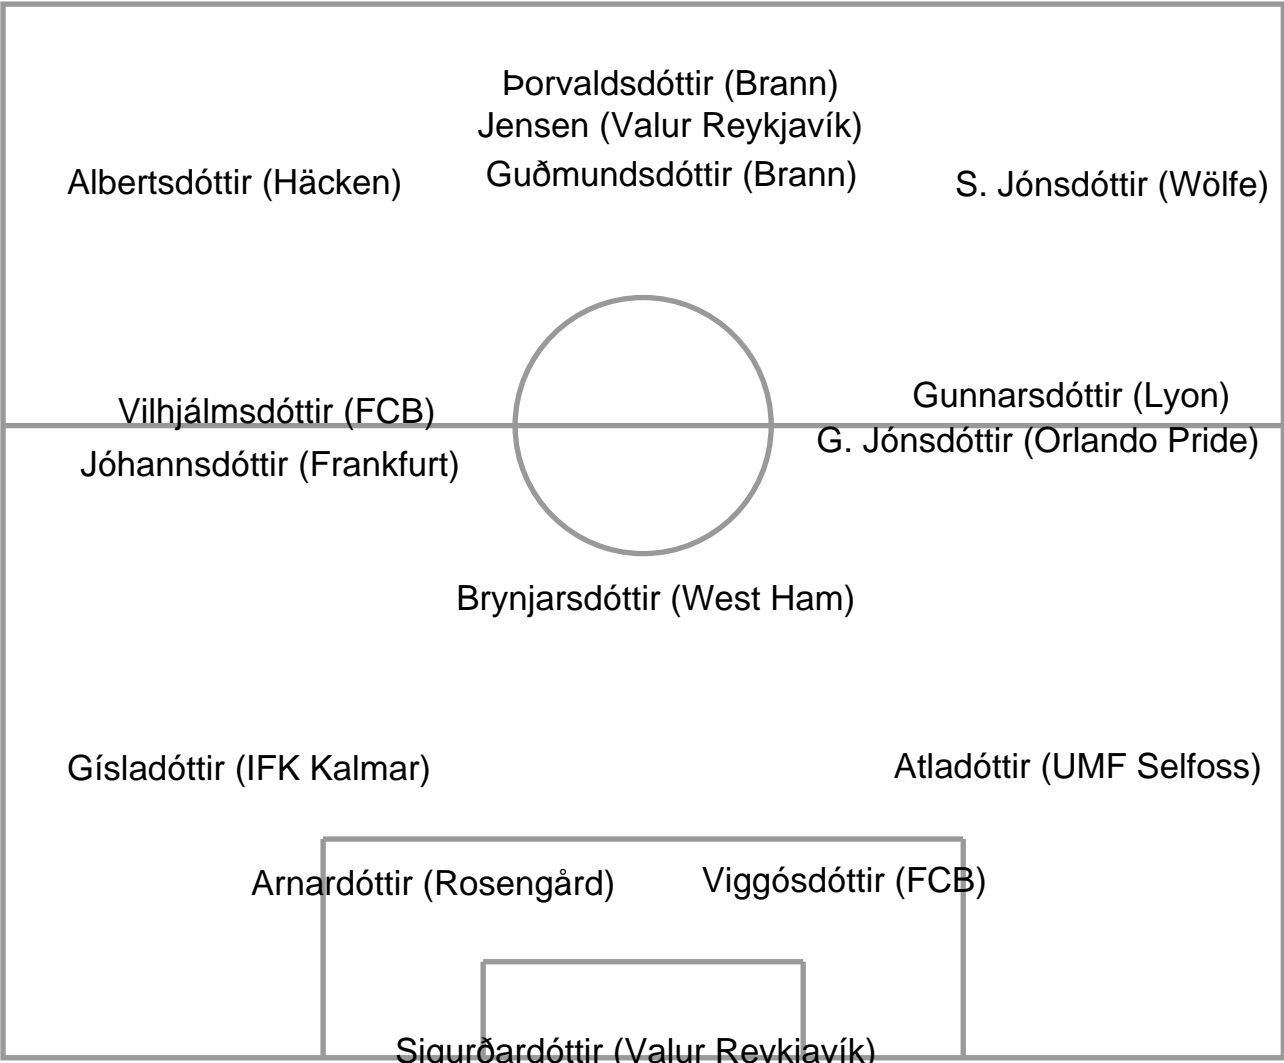 Þorvaldsdóttir (Brann)
Jensen (Valur Reykjavík)
Guðmundsdóttir (Brann)
Albertsdóttir (Häcken)
S. Jónsdóttir (Wölfe)
Vilhjálmsdóttir (FCB)
Gunnarsdóttir (Lyon)
Jóhannsdóttir (Frankfurt)
G. Jónsdóttir (Orlando Pride)
Brynjarsdóttir (West Ham)
Gísladóttir (IFK Kalmar)
Atladóttir (UMF Selfoss)
Arnardóttir (Rosengård)
Viggósdóttir (FCB)
Sigurðardóttir (Valur Reykjavík)